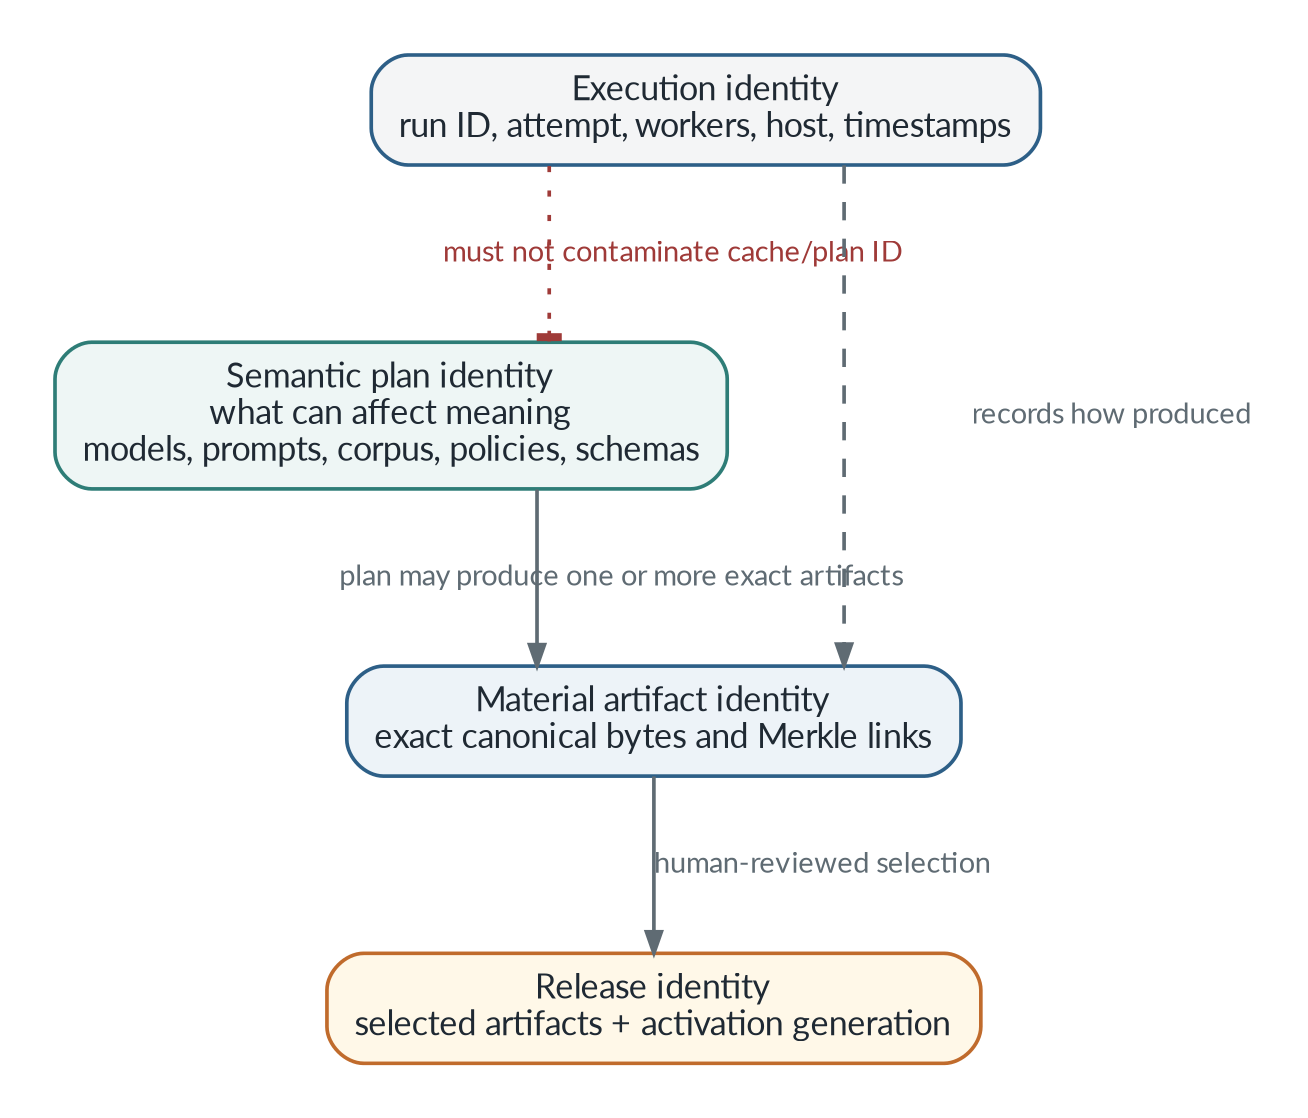 Execution identity
run ID, attempt, workers, host, timestamps
must not contaminate cache/plan ID
Semantic plan identity
what can affect meaning
models, prompts, corpus, policies, schemas
records how produced
plan may produce one or more exact artifacts
Material artifact identity
exact canonical bytes and Merkle links
human-reviewed selection
Release identity
selected artifacts + activation generation